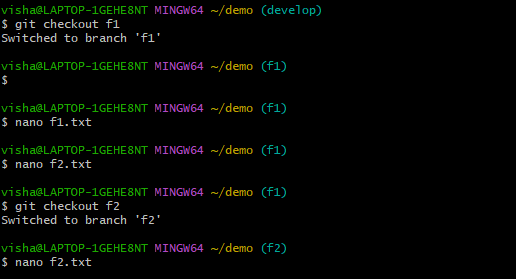 visha@LAPTOP-1GEHE8NT MINGW64 ~/demo (develop)
$ git checkout f1
Switched to branch 'f1'
visha@LAPTOP-1GEHE8NT MINGW64 ~/demo (f1)
$
visha@LAPTOP-1GEHE8NT MINGW64 ~/demo (f1)
$ nano f1.txt
visha@LAPTOP-1GEHE8NT MINGW64 ~/demo (f1)
$ nano f2.txt
visha@LAPTOP-1GEHE8NT MINGW64 ~/demo (f1)
$ git checkout f2
Switched to branch 'f2'
visha@LAPTOP-1GEHE8NT MINGW64 ~/demo (f2)
$ nano f2.txt